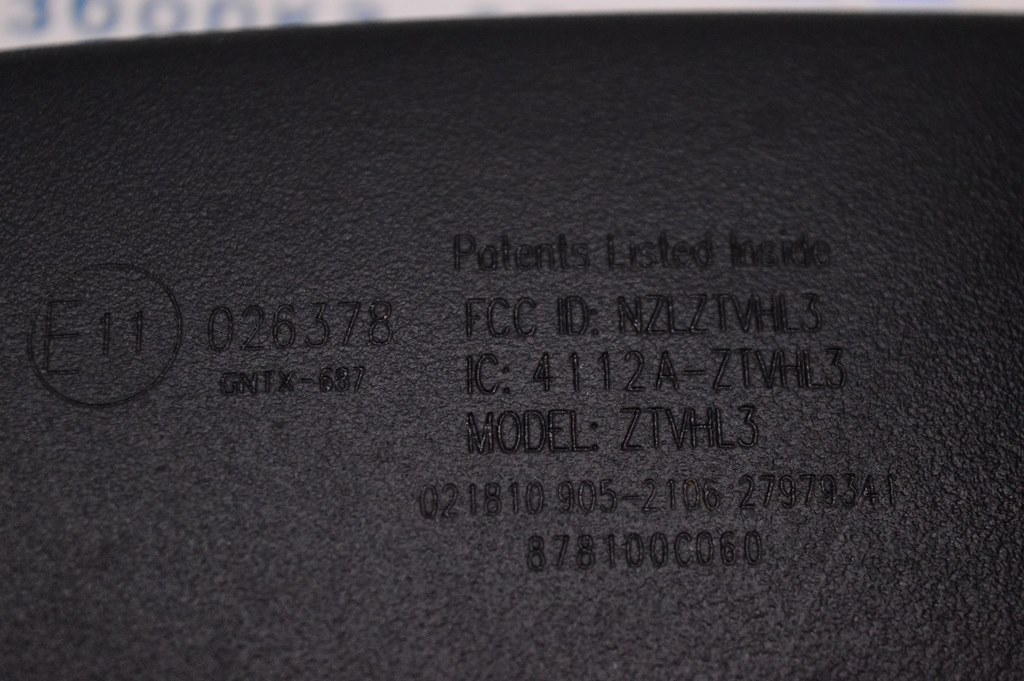 Patents Listed Inside
E11 026378
GNTX-687
FCC ID: NZLZTVHL3
IC: 4112A-ZTVHL3
MODEL: ZTVHL3
021810 905-2106 27979341
878100C060